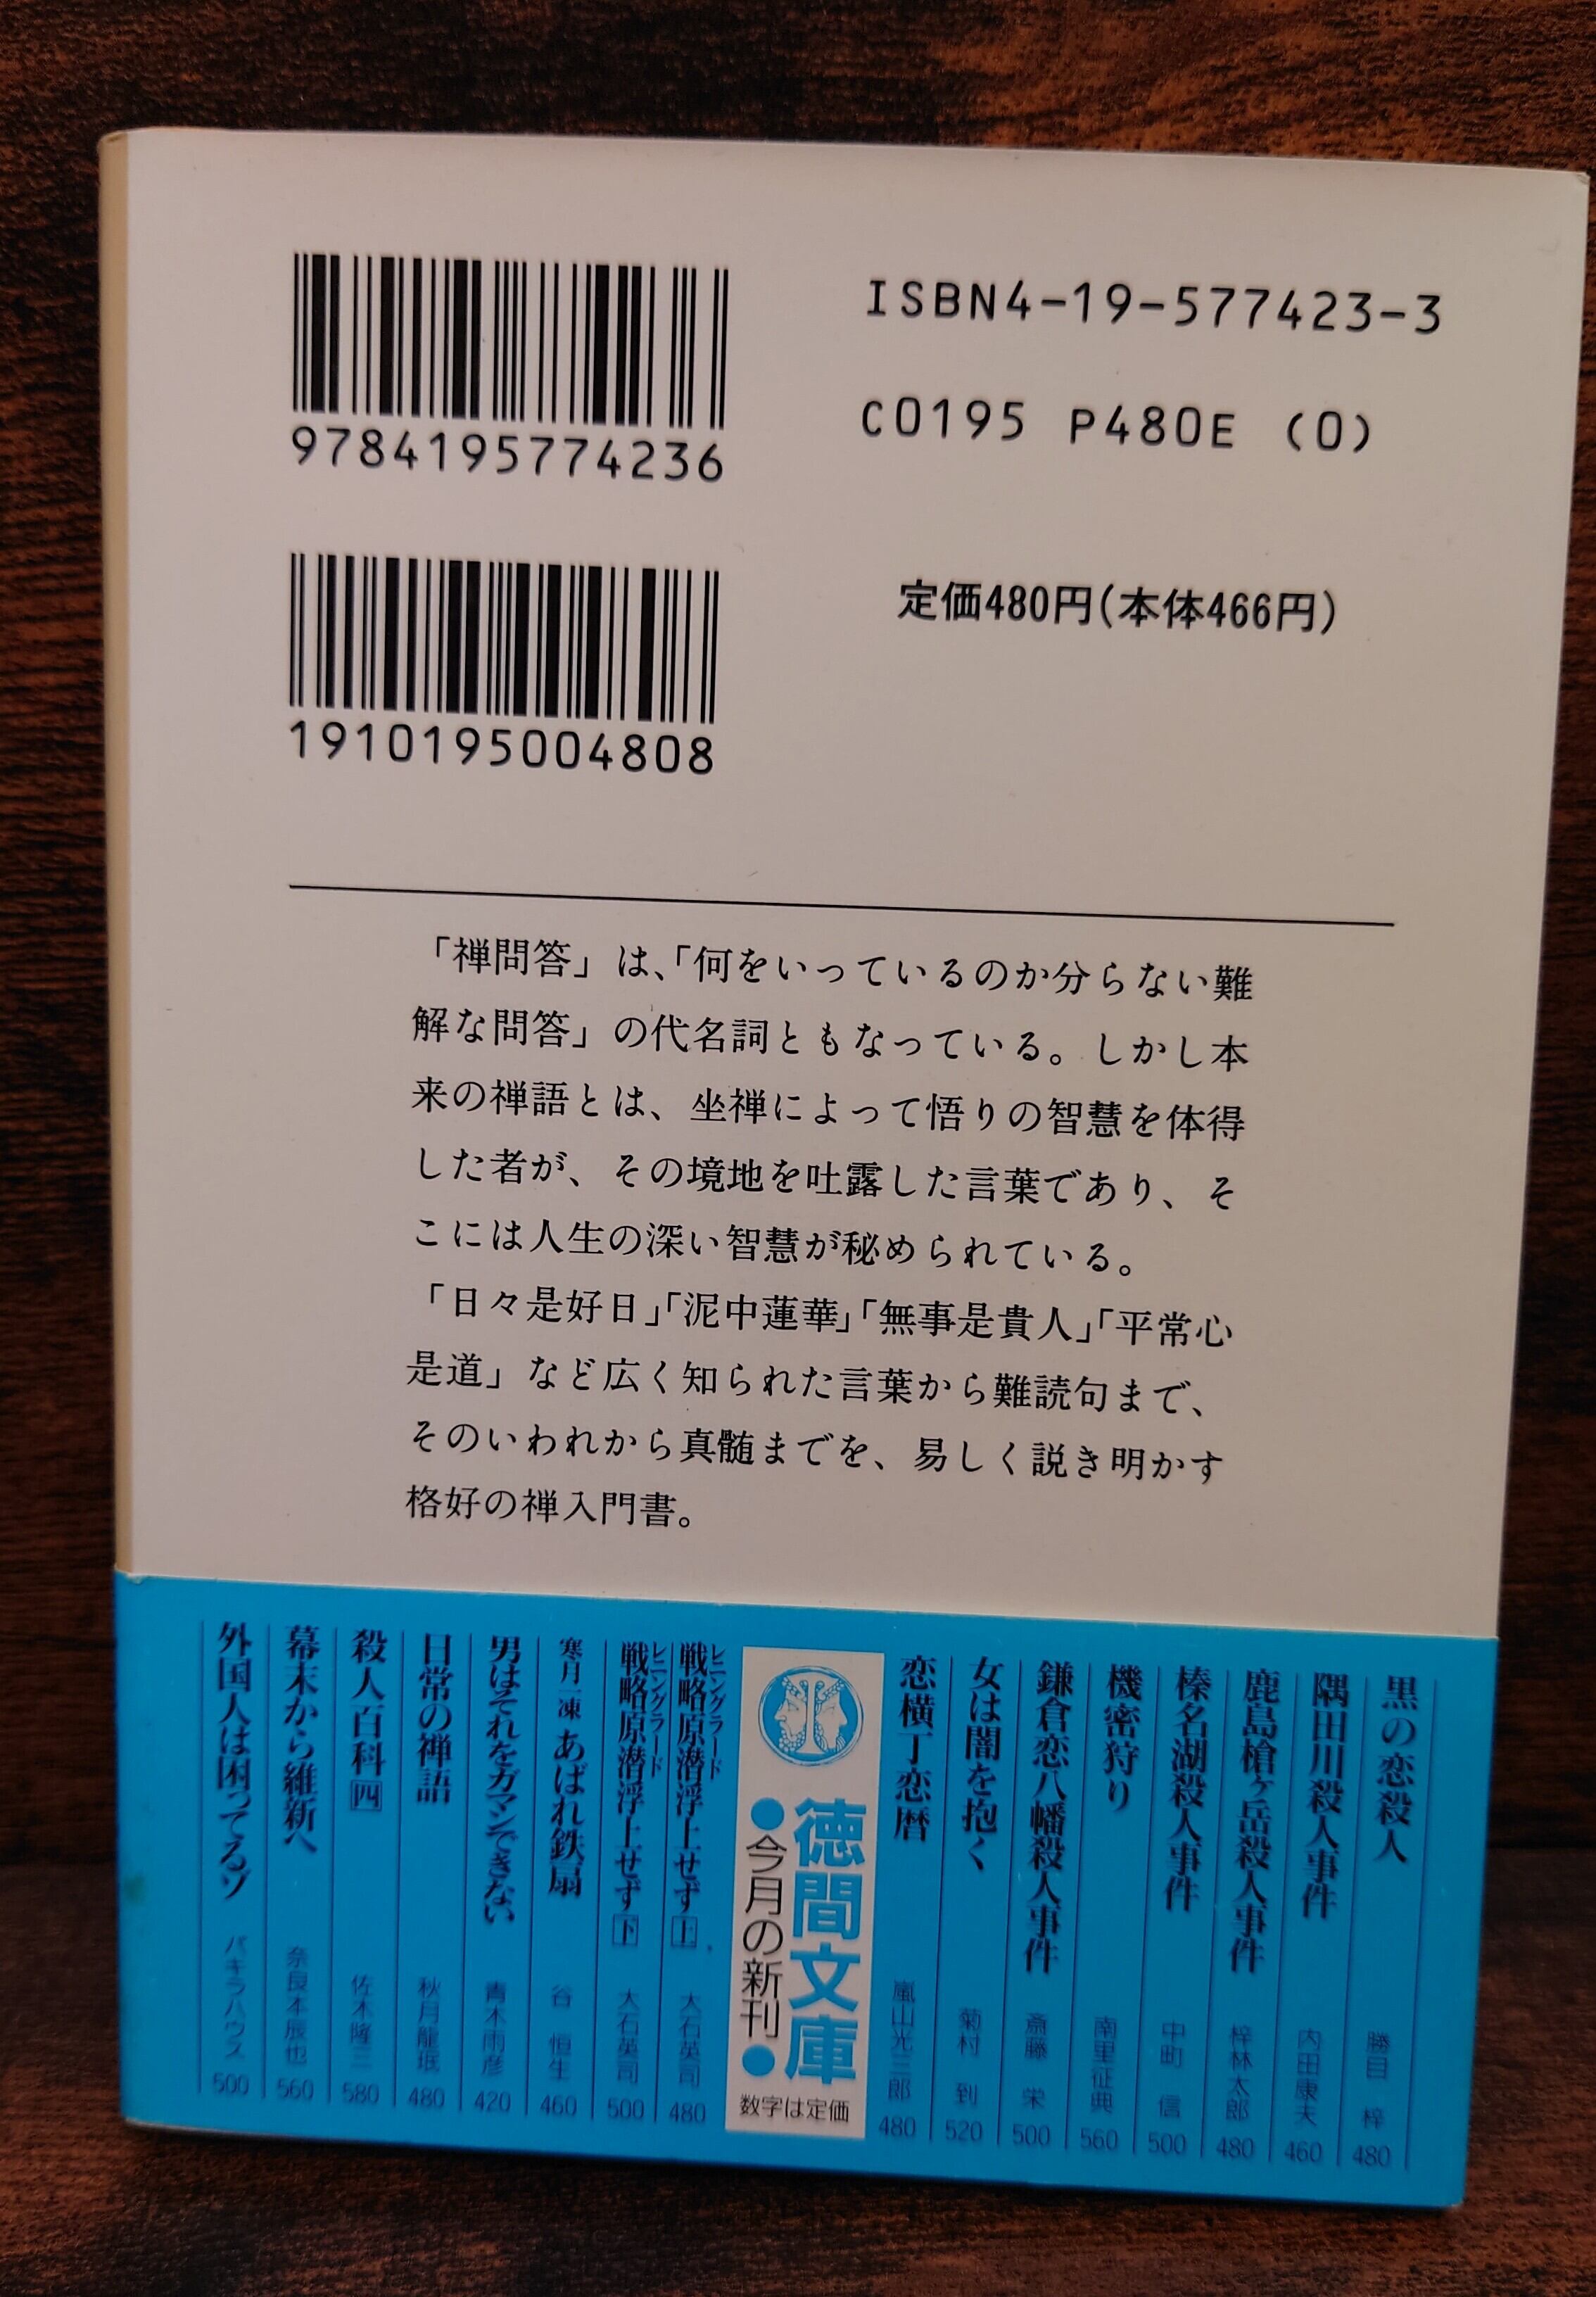 9784195774236
1910195004808
ISBN4-19-577423-3
C0195 P480E (0)
定価480円(本体466円)
「禅問答」は、「何をいっているのか分らない難
解な問答」の代名詞ともなっている。しかし本
来の禅語とは、坐禅によって悟りの智慧を体得
した者が、その境地を吐露した言葉であり、そ
こには人生の深い智慧が秘められている。
「日々是好日」「泥中蓮華」「無事是貴人」「平常心
是道」など広く知られた言葉から難読句まで、
そのいわれから真髄までを、易しく説き明かす
格好の禅入門書。
黒の恋殺人 勝目 梓 480
隅田川殺人事件 内田康夫 460
鹿島槍ヶ岳殺人事件 梓林太郎 480
榛名湖殺人事件 中町 信 500
機密狩り 南里征典 560
鎌倉恋八幡殺人事件 斎藤 栄 500
女は闇を抱く 菊村 到 520
恋横丁恋暦 嵐山光三郎 480
徳間文庫
●今月の新刊●
数字は定価
戦略原潜浮上せず 上 大石英司 480
レニングラード
戦略原潜浮上せず 下 大石英司 500
レニングラード
寒月一凍 あばれ鉄扇 谷 恒生 460
男はそれをガマンできない 青木雨彦 420
日常の禅語 秋月龍珉 480
殺人百科 四 佐木隆三 580
幕末から維新へ 奈良本辰也 560
外国人は困ってるゾ バキラハウス 500